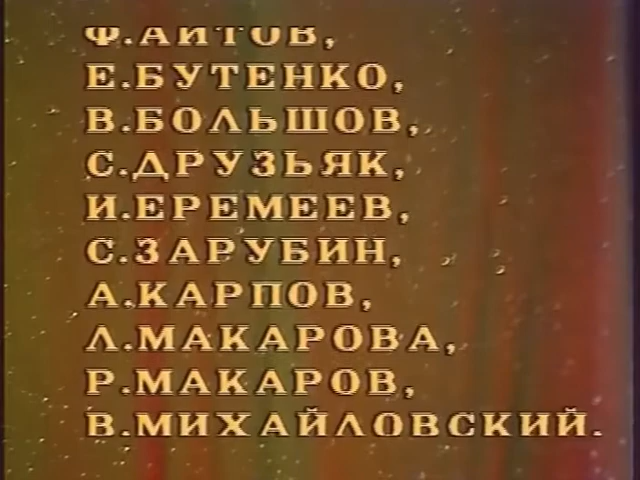 Ф.АИТОВ,
Е.БУТЕНКО,
В.БОЛЬШОВ,
С.ДРУЗЬЯК,
И.ЕРЕМЕЕВ,
С.ЗАРУБИН,
А.КАРПОВ,
Л.МАКАРОВА,
Р.МАКАРОВ,
В.МИХАЙЛОВСКИЙ.